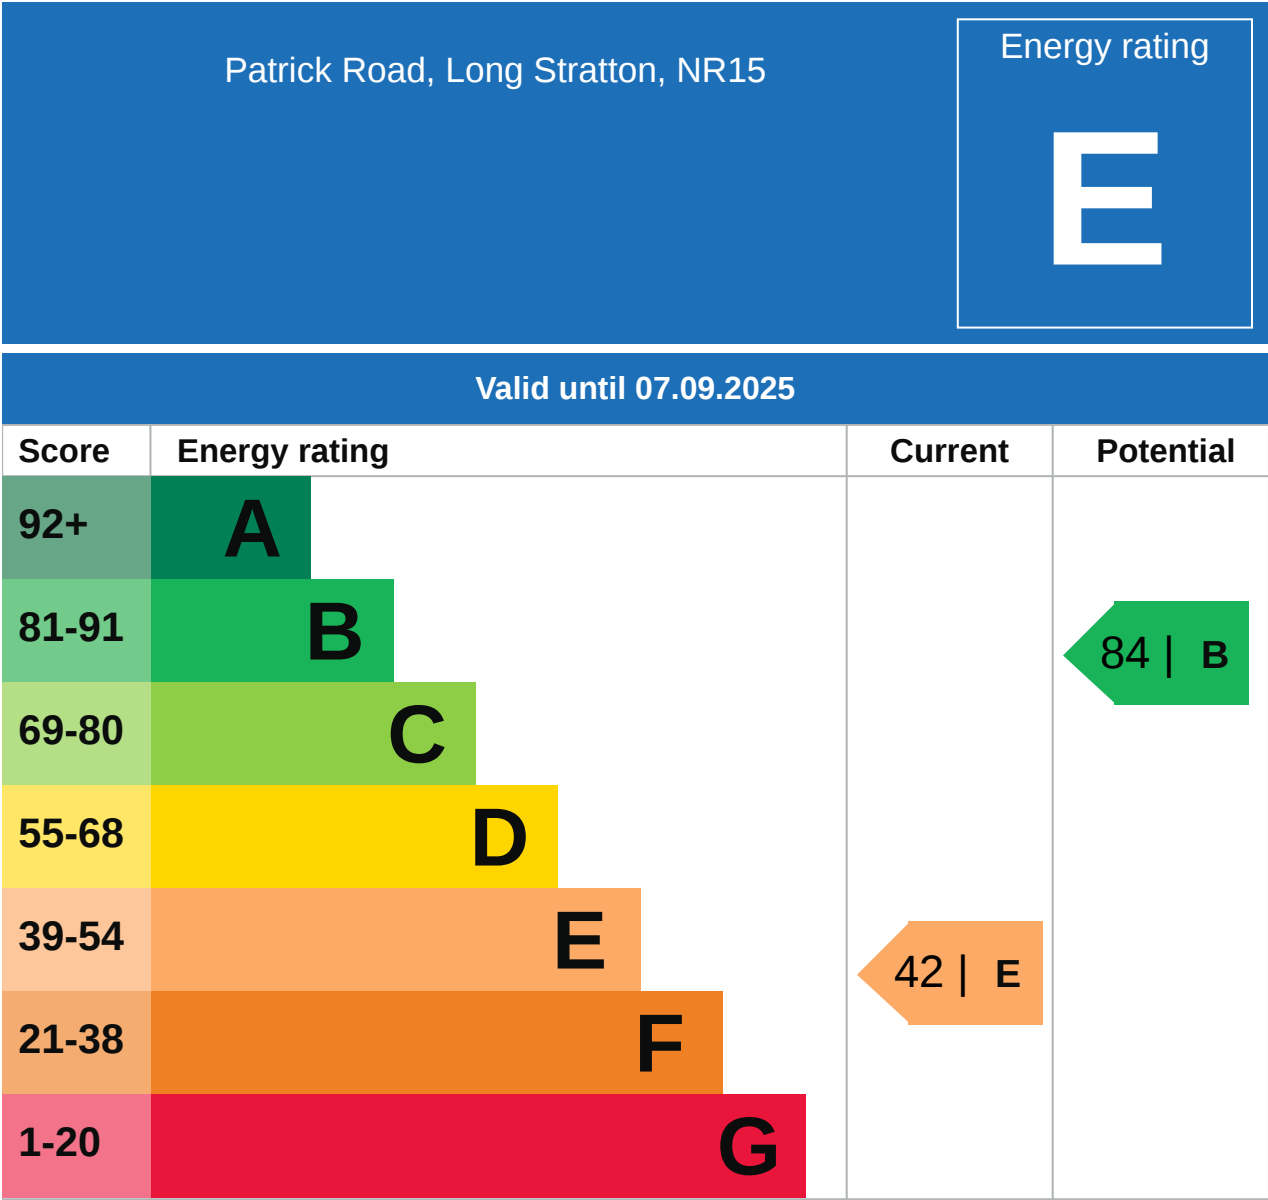 Patrick Road, Long Stratton, NR15
Energy rating
E
Valid until 07.09.2025
Score Energy rating Current Potential
92+ A
81-91 B
84 | B
69-80 C
55-68 D
39-54 E
42 | E
21-38 F
1-20 G